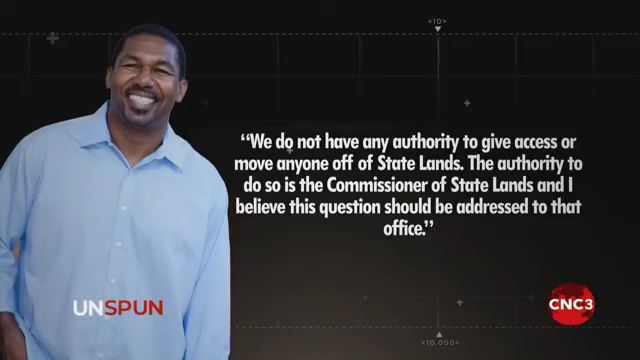 <10>
“We do not have any authority to give access or
move anyone off of State Lands. The authority to
do so is the Commissioner of State Lands and I
believe this question should be addressed to that
office.”
UNSPUN
CNC3
<10,000>